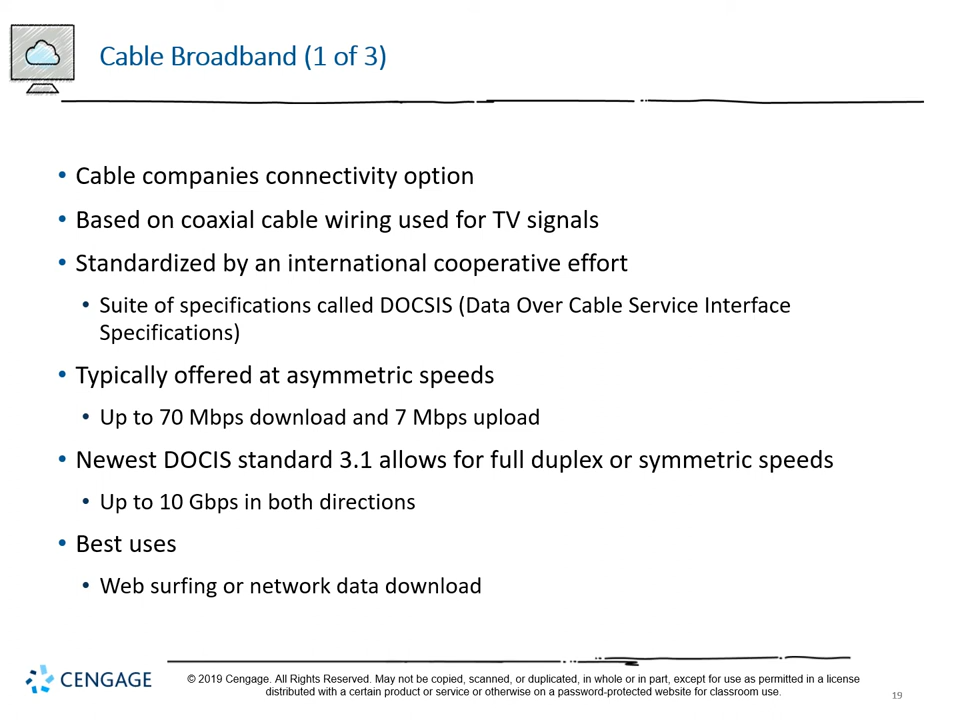 Cable Broadband (1 of 3)
• Cable companies connectivity option
• Based on coaxial cable wiring used for TV signals
• Standardized by an international cooperative effort
• Suite of specifications called DOCSIS (Data Over Cable Service Interface
Specifications)
• Typically offered at asymmetric speeds
• Up to 70 Mbps download and 7 Mbps upload
• Newest DOCIS standard 3.1 allows for full duplex or symmetric speeds
• Up to 10 Gbps in both directions
• Best uses
• Web surfing or network data download
CENGAGE
© 2019 Cengage. All Rights Reserved. May not be copied, scanned, or duplicated, in whole or in part, except for use as permitted in a license
distributed with a certain product or service or otherwise on a password-protected website for classroom use.
19